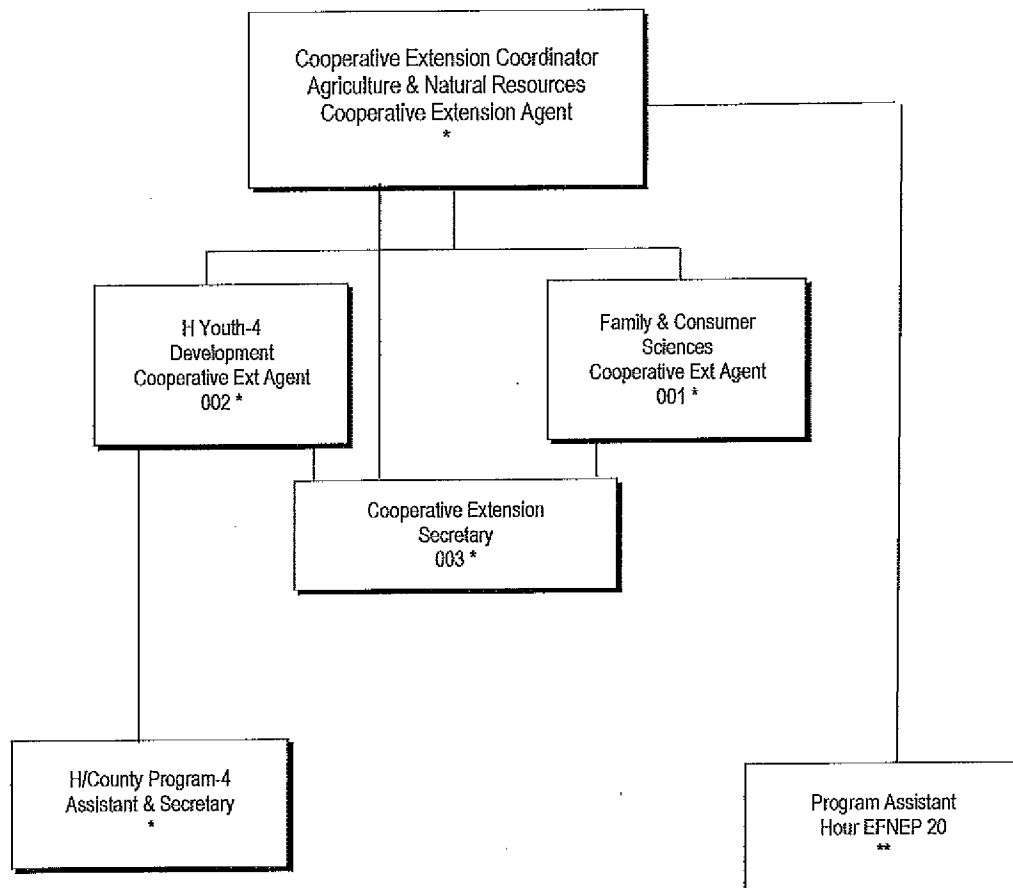 Cooperative Extension Coordinator
Agriculture & Natural Resources
Cooperative Extension Agent
*
H Youth-4
Development
Cooperative Ext Agent
002 *
Family & Consumer
Sciences
Cooperative Ext Agent
001 *
Cooperative Extension
Secretary
003 *
H/County Program-4
Assistant & Secretary
*
Program Assistant
Hour EFNEP 20
**